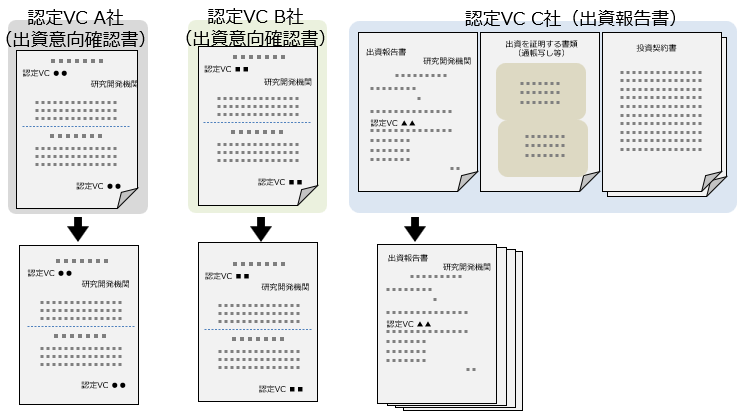 認定VC A社
（出資意向確認書）
認定VC ●●
研究開発機関
認定VC ●●
認定VC B社
（出資意向確認書）
認定VC ■■
研究開発機関
認定VC ■■
認定VC C社（出資報告書）
出資報告書
研究開発機関
認定VC ▲▲
出資を証明する書類
（通帳写し等）
投資契約書
認定VC ●●
研究開発機関
認定VC ●●
認定VC ■■
研究開発機関
認定VC ■■
出資報告書
研究開発機関
認定VC ▲▲